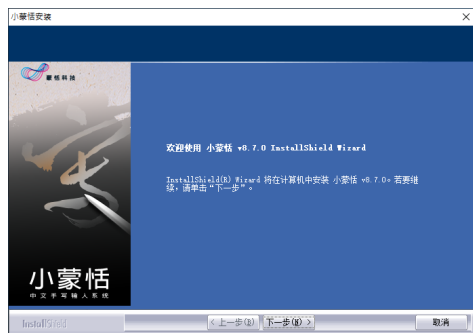 小蒙恬安装
蒙恬科技
欢迎使用 小蒙恬 v8.7.0 InstallShield Wizard
InstallShield(R) Wizard 将在计算机中安装 小蒙恬 v8.7.0。若要继
续，请单击“下一步”。
小蒙恬
中文手写输入系统
InstallShield
< 上一步(B)
下一步(N) >
取消